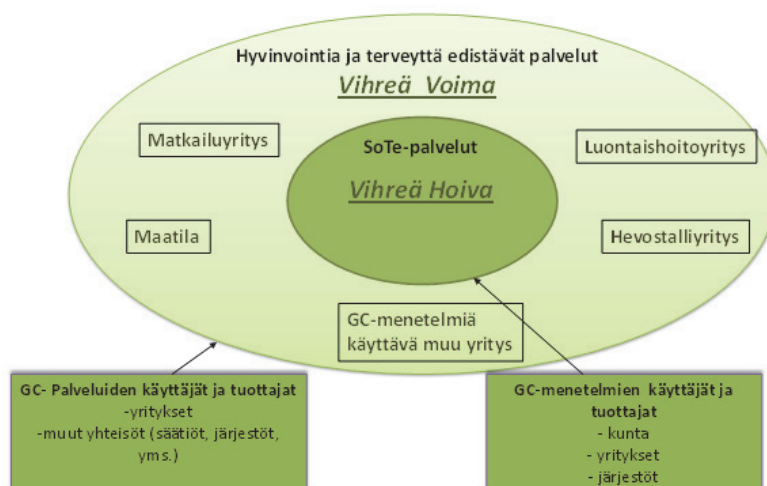 Hyvinvointia ja terveyttä edistävät palvelut
Vihreä Voima
Matkailuyritys
SoTe-palvelut
Luontaishoitoyritys
Vihreä Hoiva
Maatila
Hevostalliyritys
GC-menetelmiä
käyttävä muu yritys
GC- Palveluiden käyttäjät ja tuottajat
-yritykset
-muut yhteisöt (säätiöt, järjestöt,
yms.)
GC-menetelmien käyttäjät ja
tuottajat
- kunta
- yritykset
- järjestöt